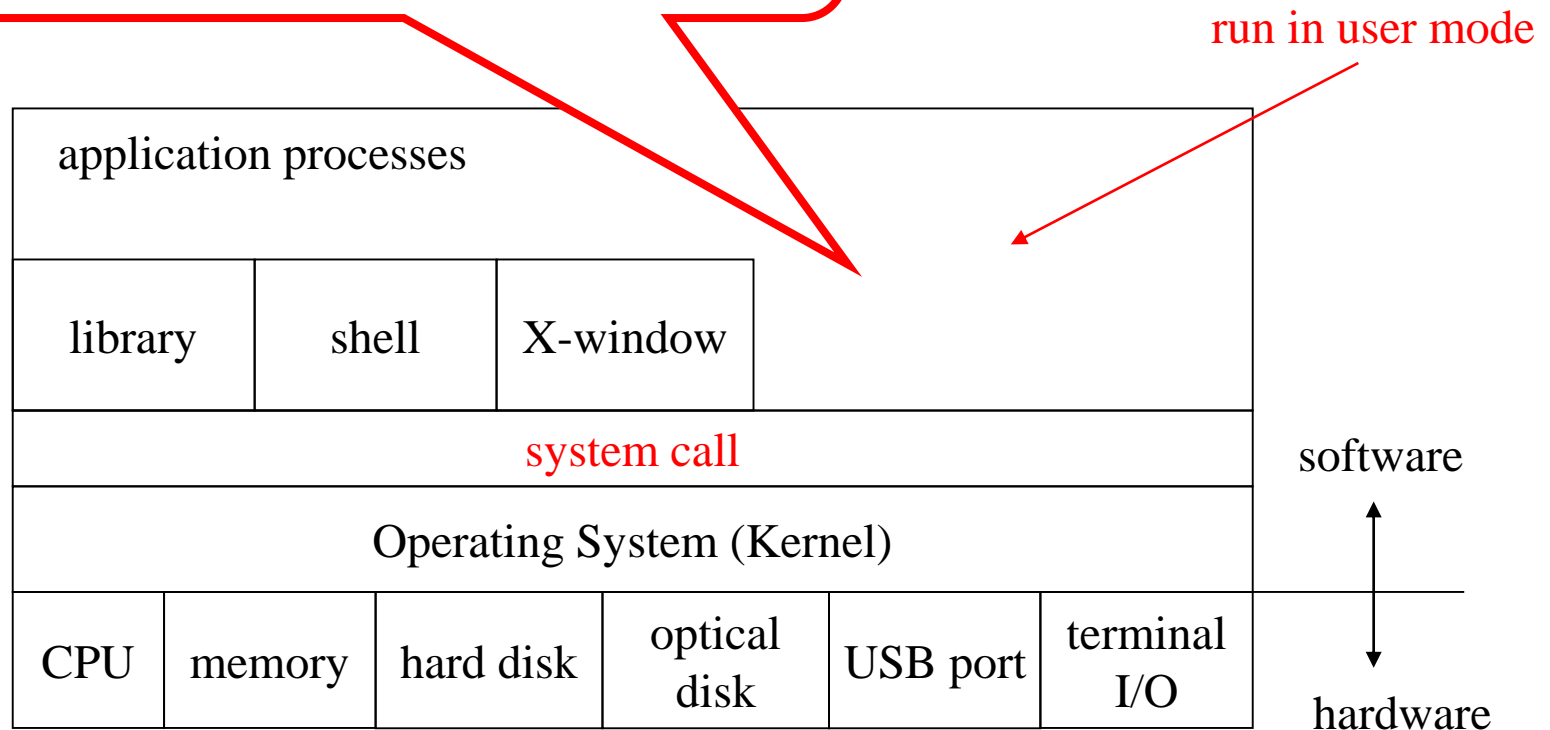 run in user mode
application processes
library
shell
X-window
system call
software
Operating System (Kernel)
CPU
memory
hard disk
optical
disk
USB port
terminal
I/O
hardware